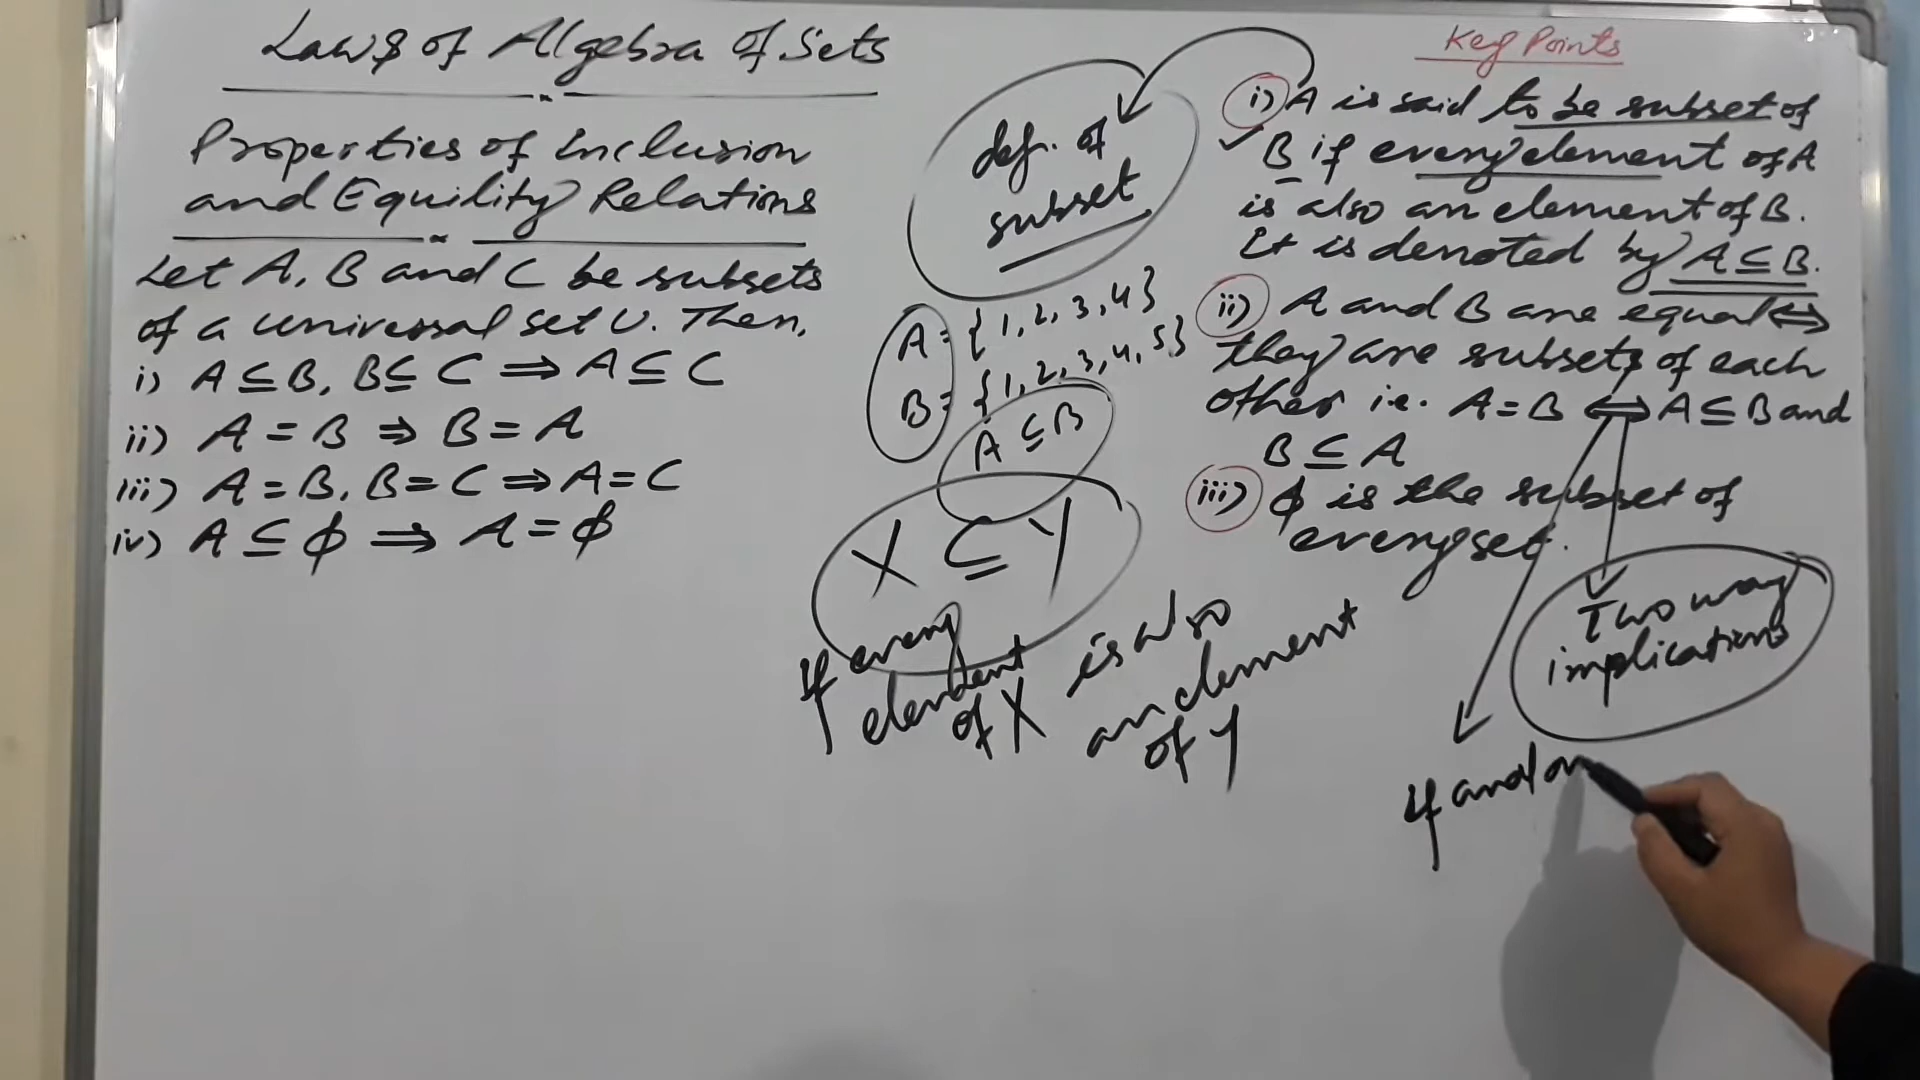 Laws of Algebra of Sets
Properties of Inclusion
and Equility Relations
Let A, B and C be subsets
of a universal set U. Then,
i) A ⊆ B, B ⊆ C ⇒ A ⊆ C
ii) A = B ⇒ B = A
iii) A = B, B = C ⇒ A = C
iv) A ⊆ ϕ ⇒ A = ϕ
defn. of
subset
A = {1, 2, 3, 4}
B = {1, 2, 3, 4, 5}
A ⊆ B
X ⊆ Y
If every
element
of X
is also
an element
of Y
Key Points
i) A is said to be subset of
B if every element of A
is also an element of B.
It is denoted by A ⊆ B.
ii) A and B are equal ⇔
they are subsets of each
other i.e. A = B ⇔ A ⊆ B and
B ⊆ A
iii) ϕ is the subset of
every set.
Two way
implications
If and on